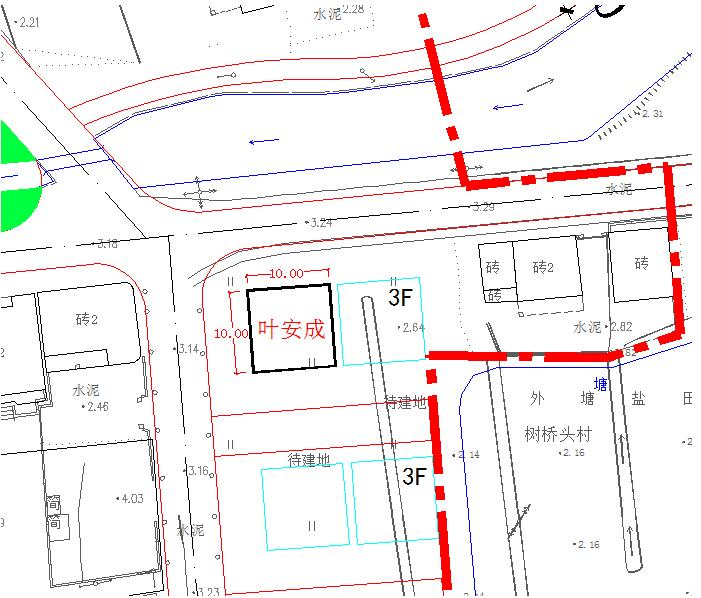 2.21
水泥 2.28
2.31
水泥
3.29
3.24
3.18
10.00
砖
砖2
砖
砖
3F
砖2
10.00
叶安成
2.64
水泥 2.82
3.14
塘
水泥
待建地
外 塘 盐 田
2.46
树桥头村
待建地
2.14
2.16
3.16
3F
4.03
简
简
水泥
2.16
3.23